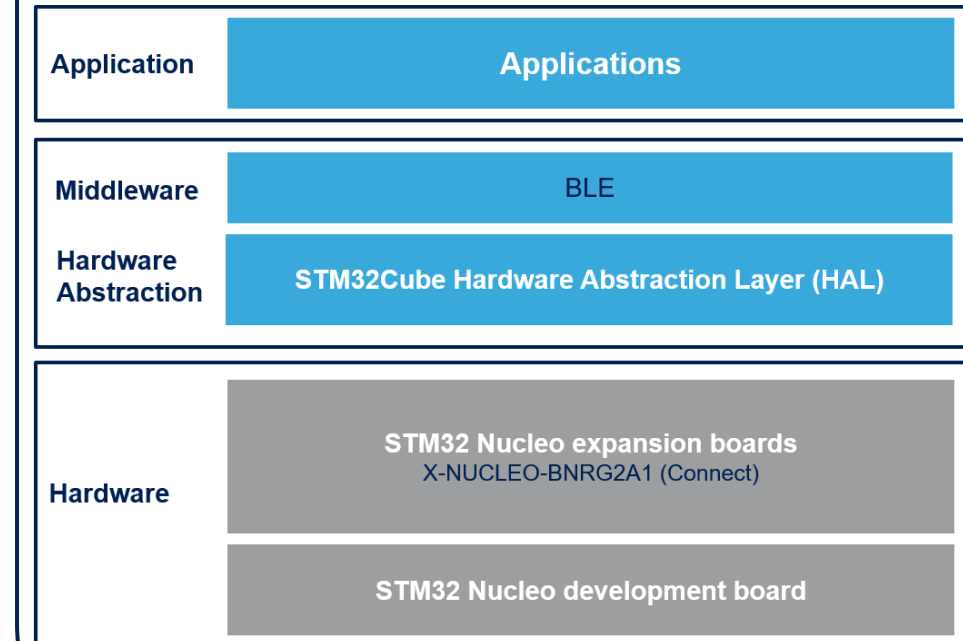 Application
Applications
Middleware
BLE
Hardware
Abstraction
STM32Cube Hardware Abstraction Layer (HAL)
Hardware
STM32 Nucleo expansion boards
X-NUCLEO-BNRG2A1 (Connect)
STM32 Nucleo development board